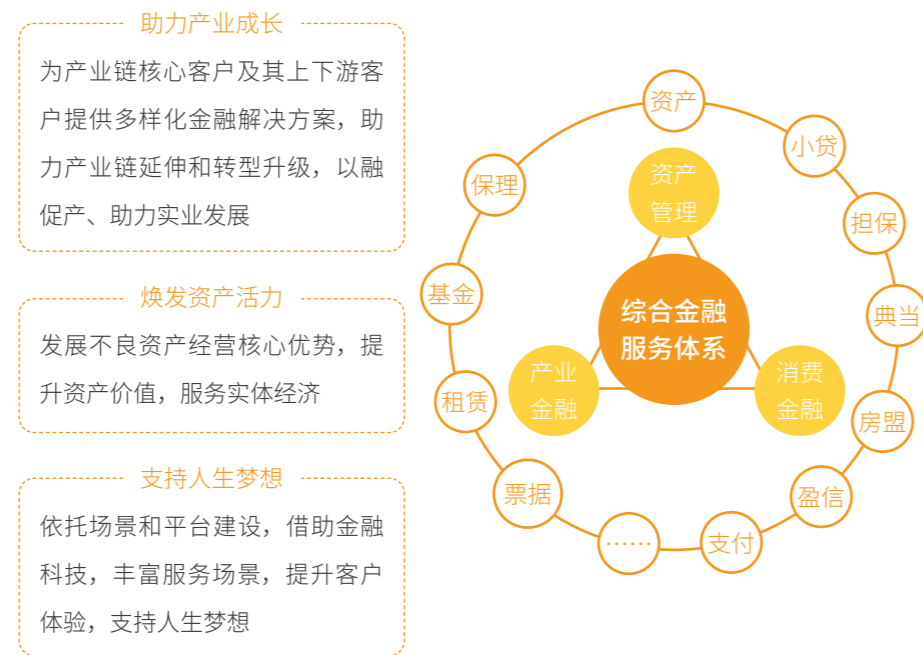 助力产业成长
为产业链核心客户及其上下游客
户提供多样化金融解决方案，助
力产业链延伸和转型升级，以融
促产、助力实业发展
焕发资产活力
发展不良资产经营核心优势，提
升资产价值，服务实体经济
支持人生梦想
依托场景和平台建设，借助金融
科技，丰富服务场景，提升客户
体验，支持人生梦想
资产
小贷
担保
典当
房盟
盈信
支付
……
票据
租赁
基金
保理
资产
管理
综合金融
服务体系
产业
金融
消费
金融